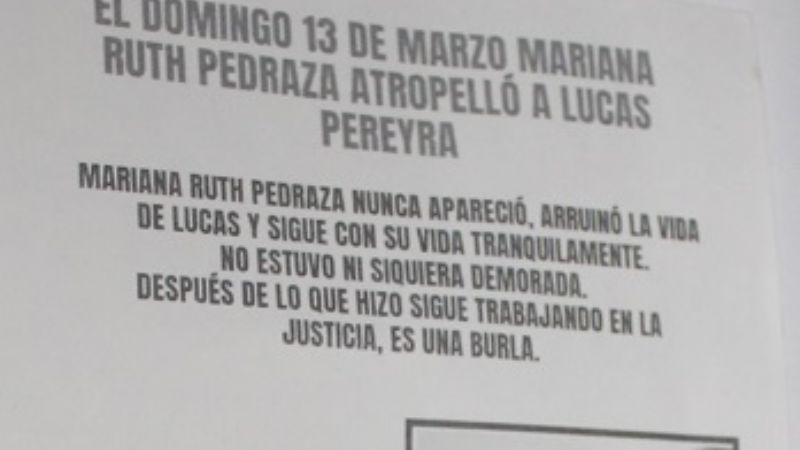 EL DOMINGO 13 DE MARZO MARIANA
RUTH PEDRAZA ATROPELLÓ A LUCAS
PEREYRA
MARIANA RUTH PEDRAZA NUNCA APARECIÓ, ARRUINÓ LA VIDA
DE LUCAS Y SIGUE CON SU VIDA TRANQUILAMENTE.
NO ESTUVO NI SIQUIERA DEMORADA.
DESPUÉS DE LO QUE HIZO SIGUE TRABAJANDO EN LA
JUSTICIA, ES UNA BURLA.